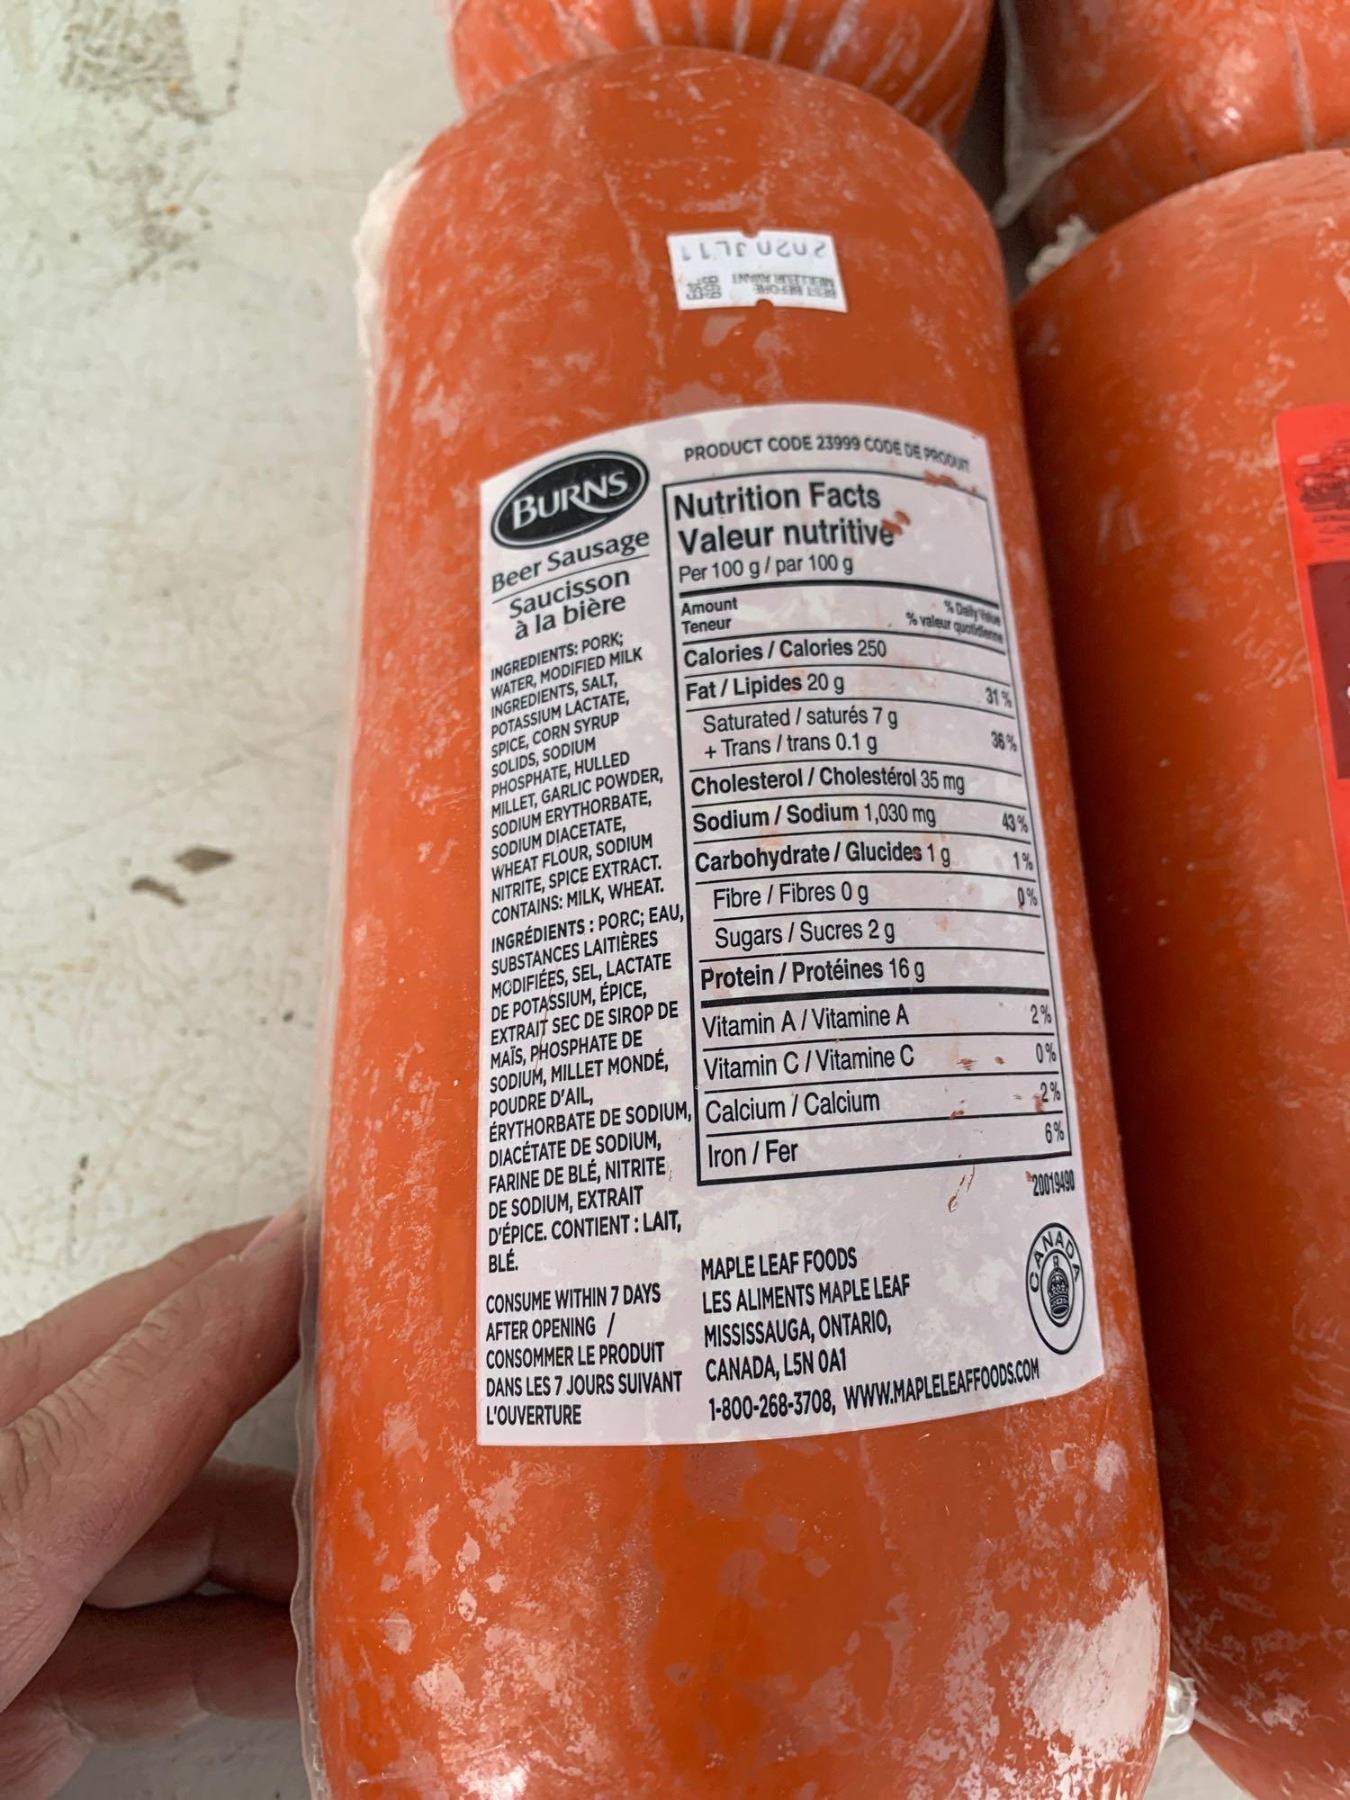 2020 JL 11
BEST BEFORE
MEILLEUR AVANT
BURNS
Beer Sausage
Saucisson
à la bière
INGREDIENTS: PORK;
WATER, MODIFIED MILK
INGREDIENTS, SALT,
POTASSIUM LACTATE,
SPICE, CORN SYRUP
SOLIDS, SODIUM
PHOSPHATE, HULLED
MILLET, GARLIC POWDER,
SODIUM ERYTHORBATE,
SODIUM DIACETATE,
WHEAT FLOUR, SODIUM
NITRITE, SPICE EXTRACT.
CONTAINS: MILK, WHEAT.
INGRÉDIENTS : PORC; EAU,
SUBSTANCES LAITIÈRES
MODIFIÉES, SEL, LACTATE
DE POTASSIUM, ÉPICE,
EXTRAIT SEC DE SIROP DE
MAÏS, PHOSPHATE DE
SODIUM, MILLET MONDÉ,
POUDRE D'AIL,
ÉRYTHORBATE DE SODIUM,
DIACÉTATE DE SODIUM,
FARINE DE BLÉ, NITRITE
DE SODIUM, EXTRAIT
D'ÉPICE. CONTIENT : LAIT,
BLÉ.
CONSUME WITHIN 7 DAYS
AFTER OPENING /
CONSOMMER LE PRODUIT
DANS LES 7 JOURS SUIVANT
L'OUVERTURE
PRODUCT CODE 23999 CODE DE PRODUIT
Nutrition Facts
Valeur nutritive
Per 100 g / par 100 g
Amount % Daily Value
Teneur % valeur quotidienne
Calories / Calories 250
Fat / Lipides 20 g 31 %
Saturated / saturés 7 g
+ Trans / trans 0.1 g 36 %
Cholesterol / Cholestérol 35 mg
Sodium / Sodium 1,030 mg 43 %
Carbohydrate / Glucides 1 g 1 %
Fibre / Fibres 0 g 0 %
Sugars / Sucres 2 g
Protein / Protéines 16 g
Vitamin A / Vitamine A 2 %
Vitamin C / Vitamine C 0 %
Calcium / Calcium 2 %
Iron / Fer 6 %
20019490
MAPLE LEAF FOODS
LES ALIMENTS MAPLE LEAF
MISSISSAUGA, ONTARIO,
CANADA, L5N 0A1
1-800-268-3708, WWW.MAPLELEAFFOODS.COM
CANADA